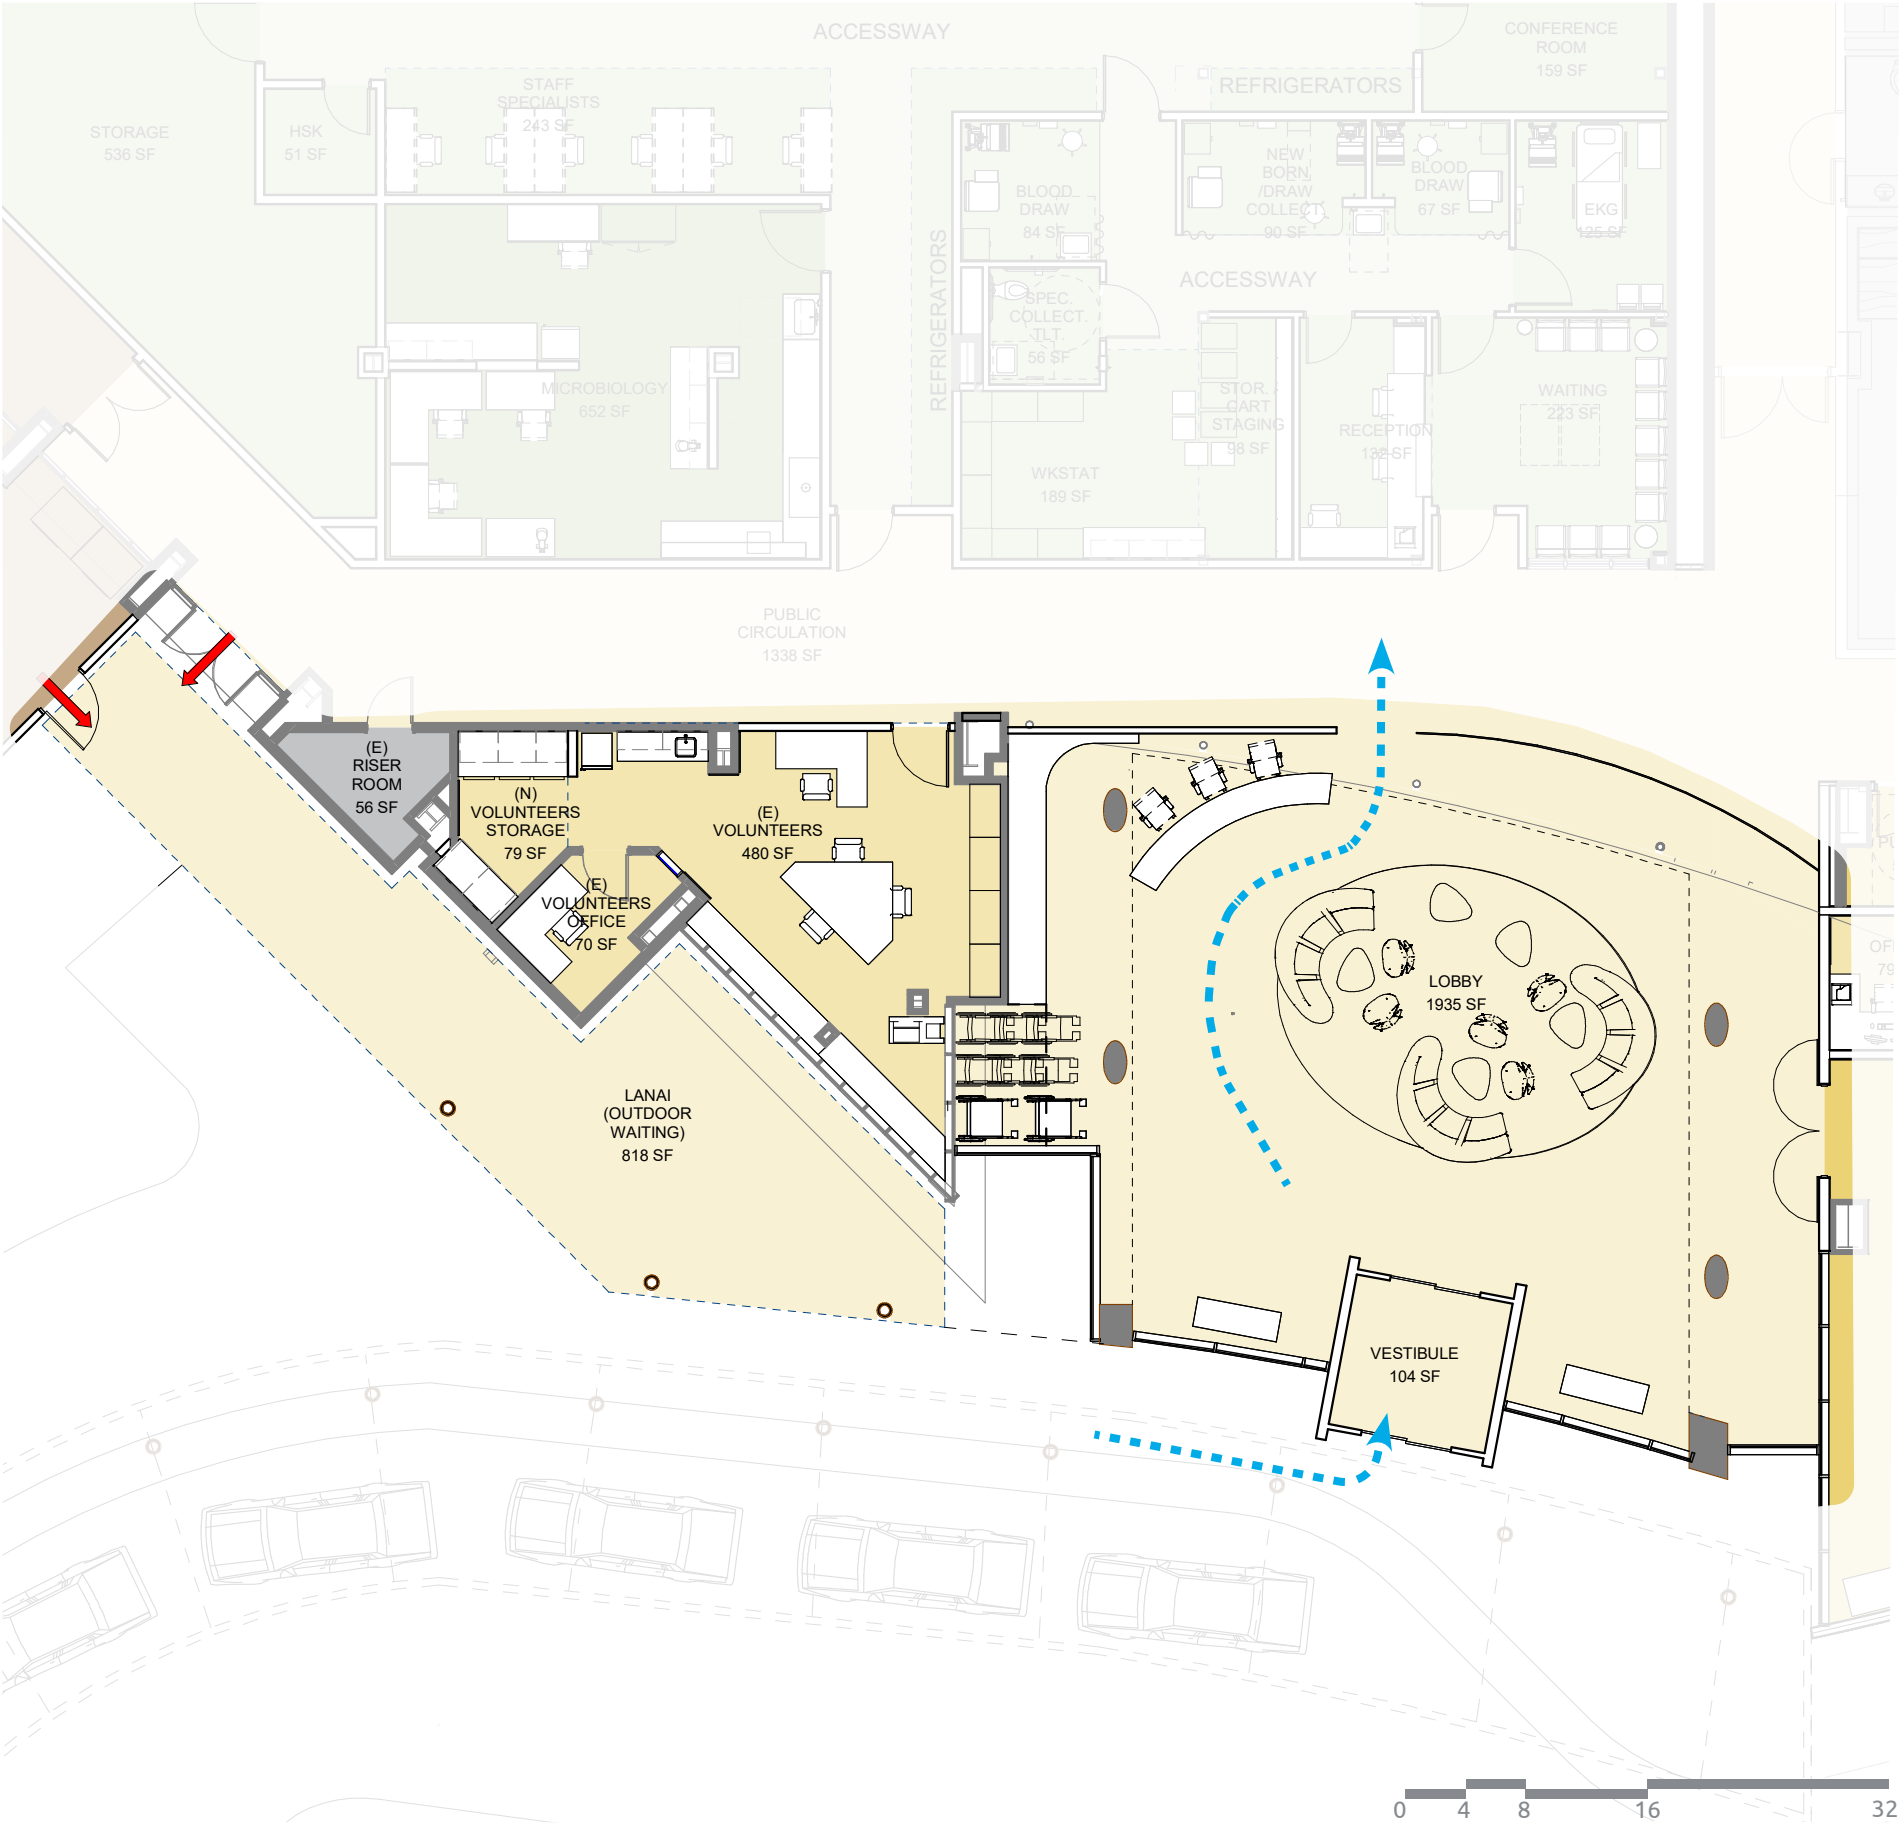 ACCESSWAY
CONFERENCE
ROOM
159 SF
STAFF
SPECIALISTS
243 SF
REFRIGERATORS
STORAGE
536 SF
HSK
51 SF
NEW
BORN
/DRAW
COLLECT
90 SF
BLOOD
DRAW
67 SF
BLOOD
DRAW
84 SF
EKG
125 SF
REFRIGERATORS
ACCESSWAY
SPEC.
COLLECT.
TLT.
56 SF
MICROBIOLOGY
652 SF
STOR. /
CART
STAGING
98 SF
WAITING
223 SF
RECEPTION
132 SF
WKSTAT
189 SF
PUBLIC
CIRCULATION
1338 SF
(E)
RISER
ROOM
56 SF
(N)
VOLUNTEERS
STORAGE
79 SF
(E)
VOLUNTEERS
480 SF
(E)
VOLUNTEERS
OFFICE
70 SF
LOBBY
1935 SF
LANAI
(OUTDOOR
WAITING)
818 SF
VESTIBULE
104 SF
0 4 8 16 32